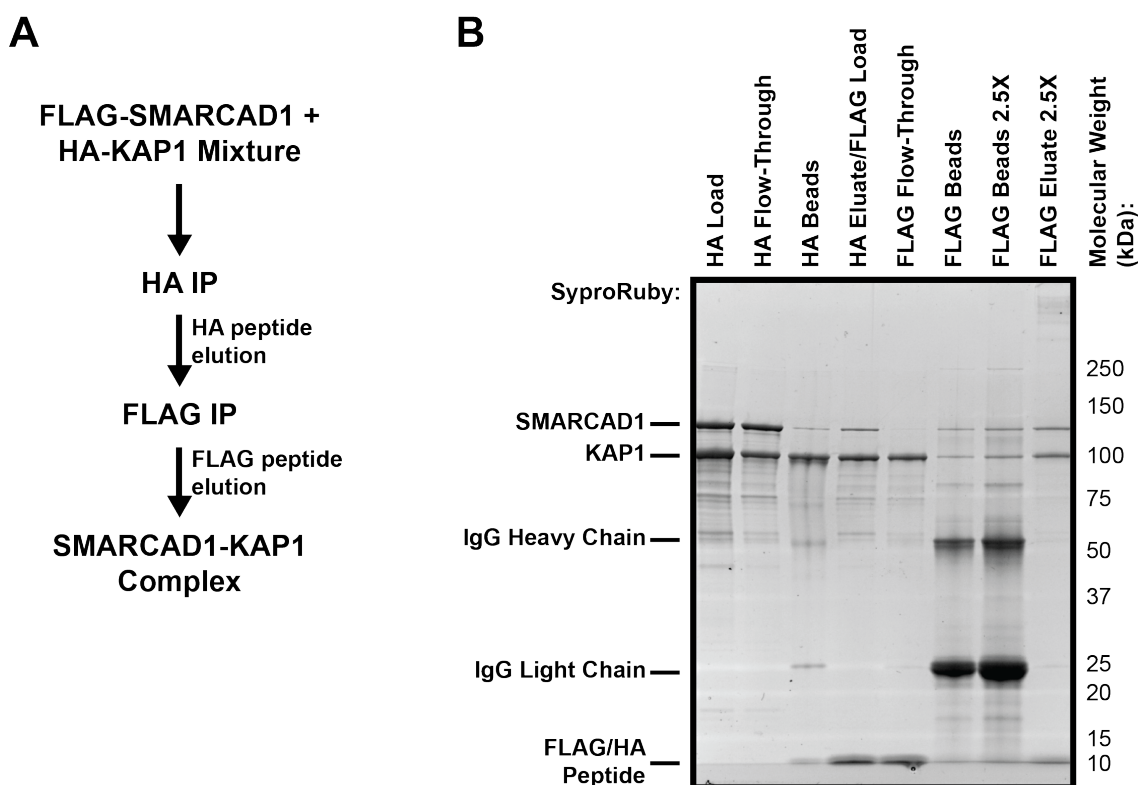 A
FLAG-SMARCAD1 +
HA-KAP1 Mixture
HA IP
HA peptide
elution
FLAG IP
FLAG peptide
elution
SMARCAD1-KAP1
Complex
B
HA Load
HA Flow-Through
HA Beads
HA Eluate/FLAG Load
FLAG Flow-Through
FLAG Beads
FLAG Beads 2.5X
FLAG Eluate 2.5X
Molecular Weight
(kDa):
SyproRuby:
SMARCAD1
KAP1
IgG Heavy Chain
IgG Light Chain
FLAG/HA
Peptide
250
150
100
75
50
37
25
20
15
10